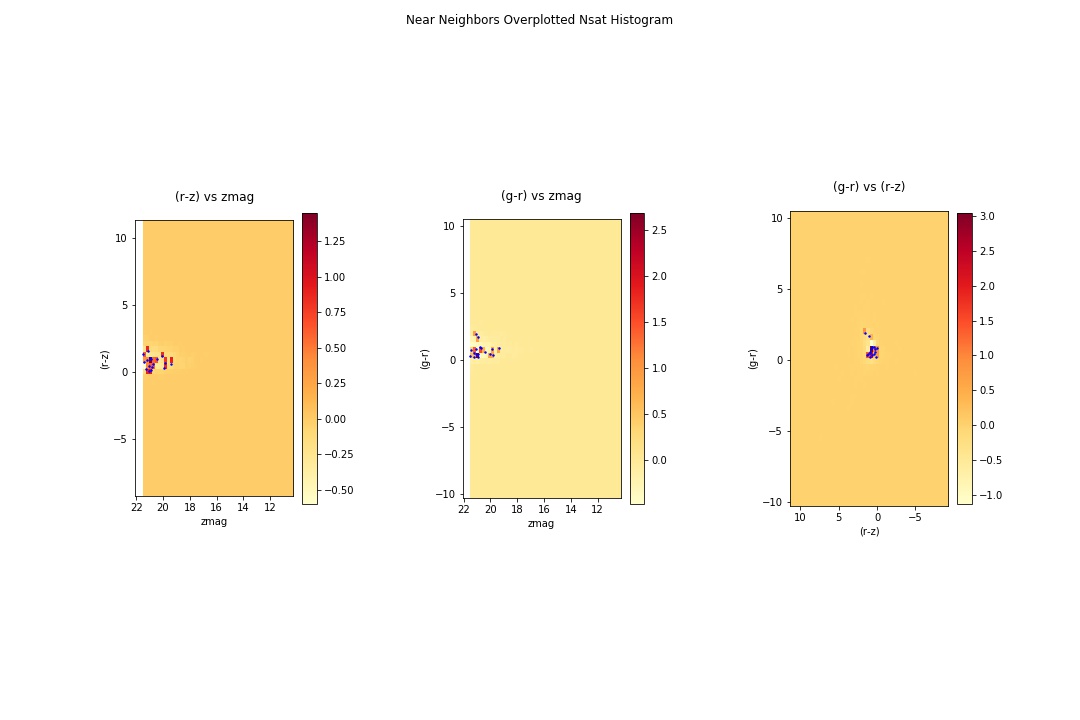 Near Neighbors Overplotted Nsat Histogram
(r-z) vs zmag
10
5
0
−5
(r-z)
22 20 18 16 14 12
zmag
1.25
1.00
0.75
0.50
0.25
0.00
−0.25
−0.50
(g-r) vs zmag
10
5
0
−5
−10
(g-r)
22 20 18 16 14 12
zmag
2.5
2.0
1.5
1.0
0.5
0.0
(g-r) vs (r-z)
10
5
0
−5
−10
(g-r)
10 5 0 −5
(r-z)
3.0
2.5
2.0
1.5
1.0
0.5
0.0
−0.5
−1.0